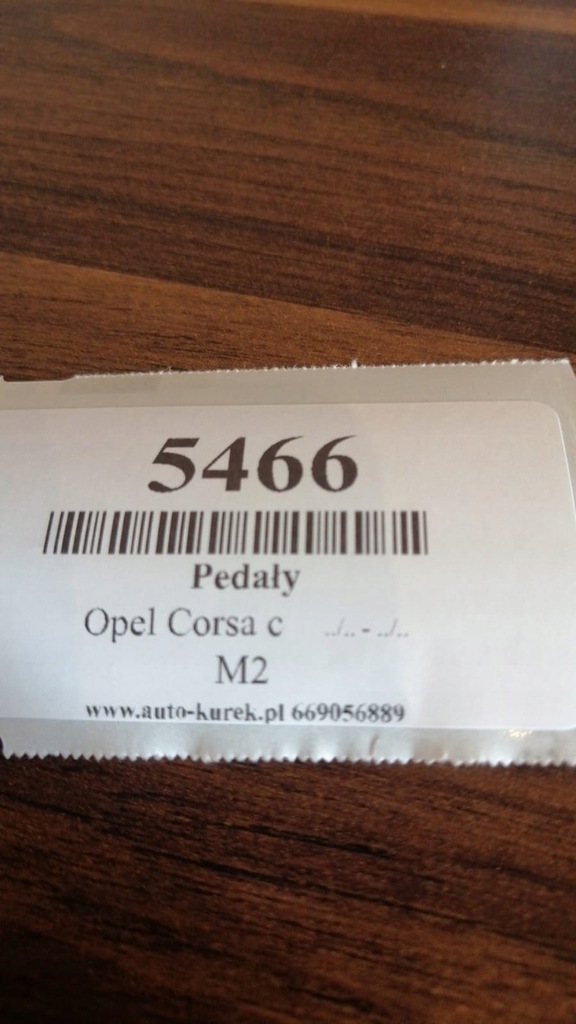 5466
Pedały
Opel Corsa c ../.. - ../..
M2
www.auto-kurek.pl 669056889